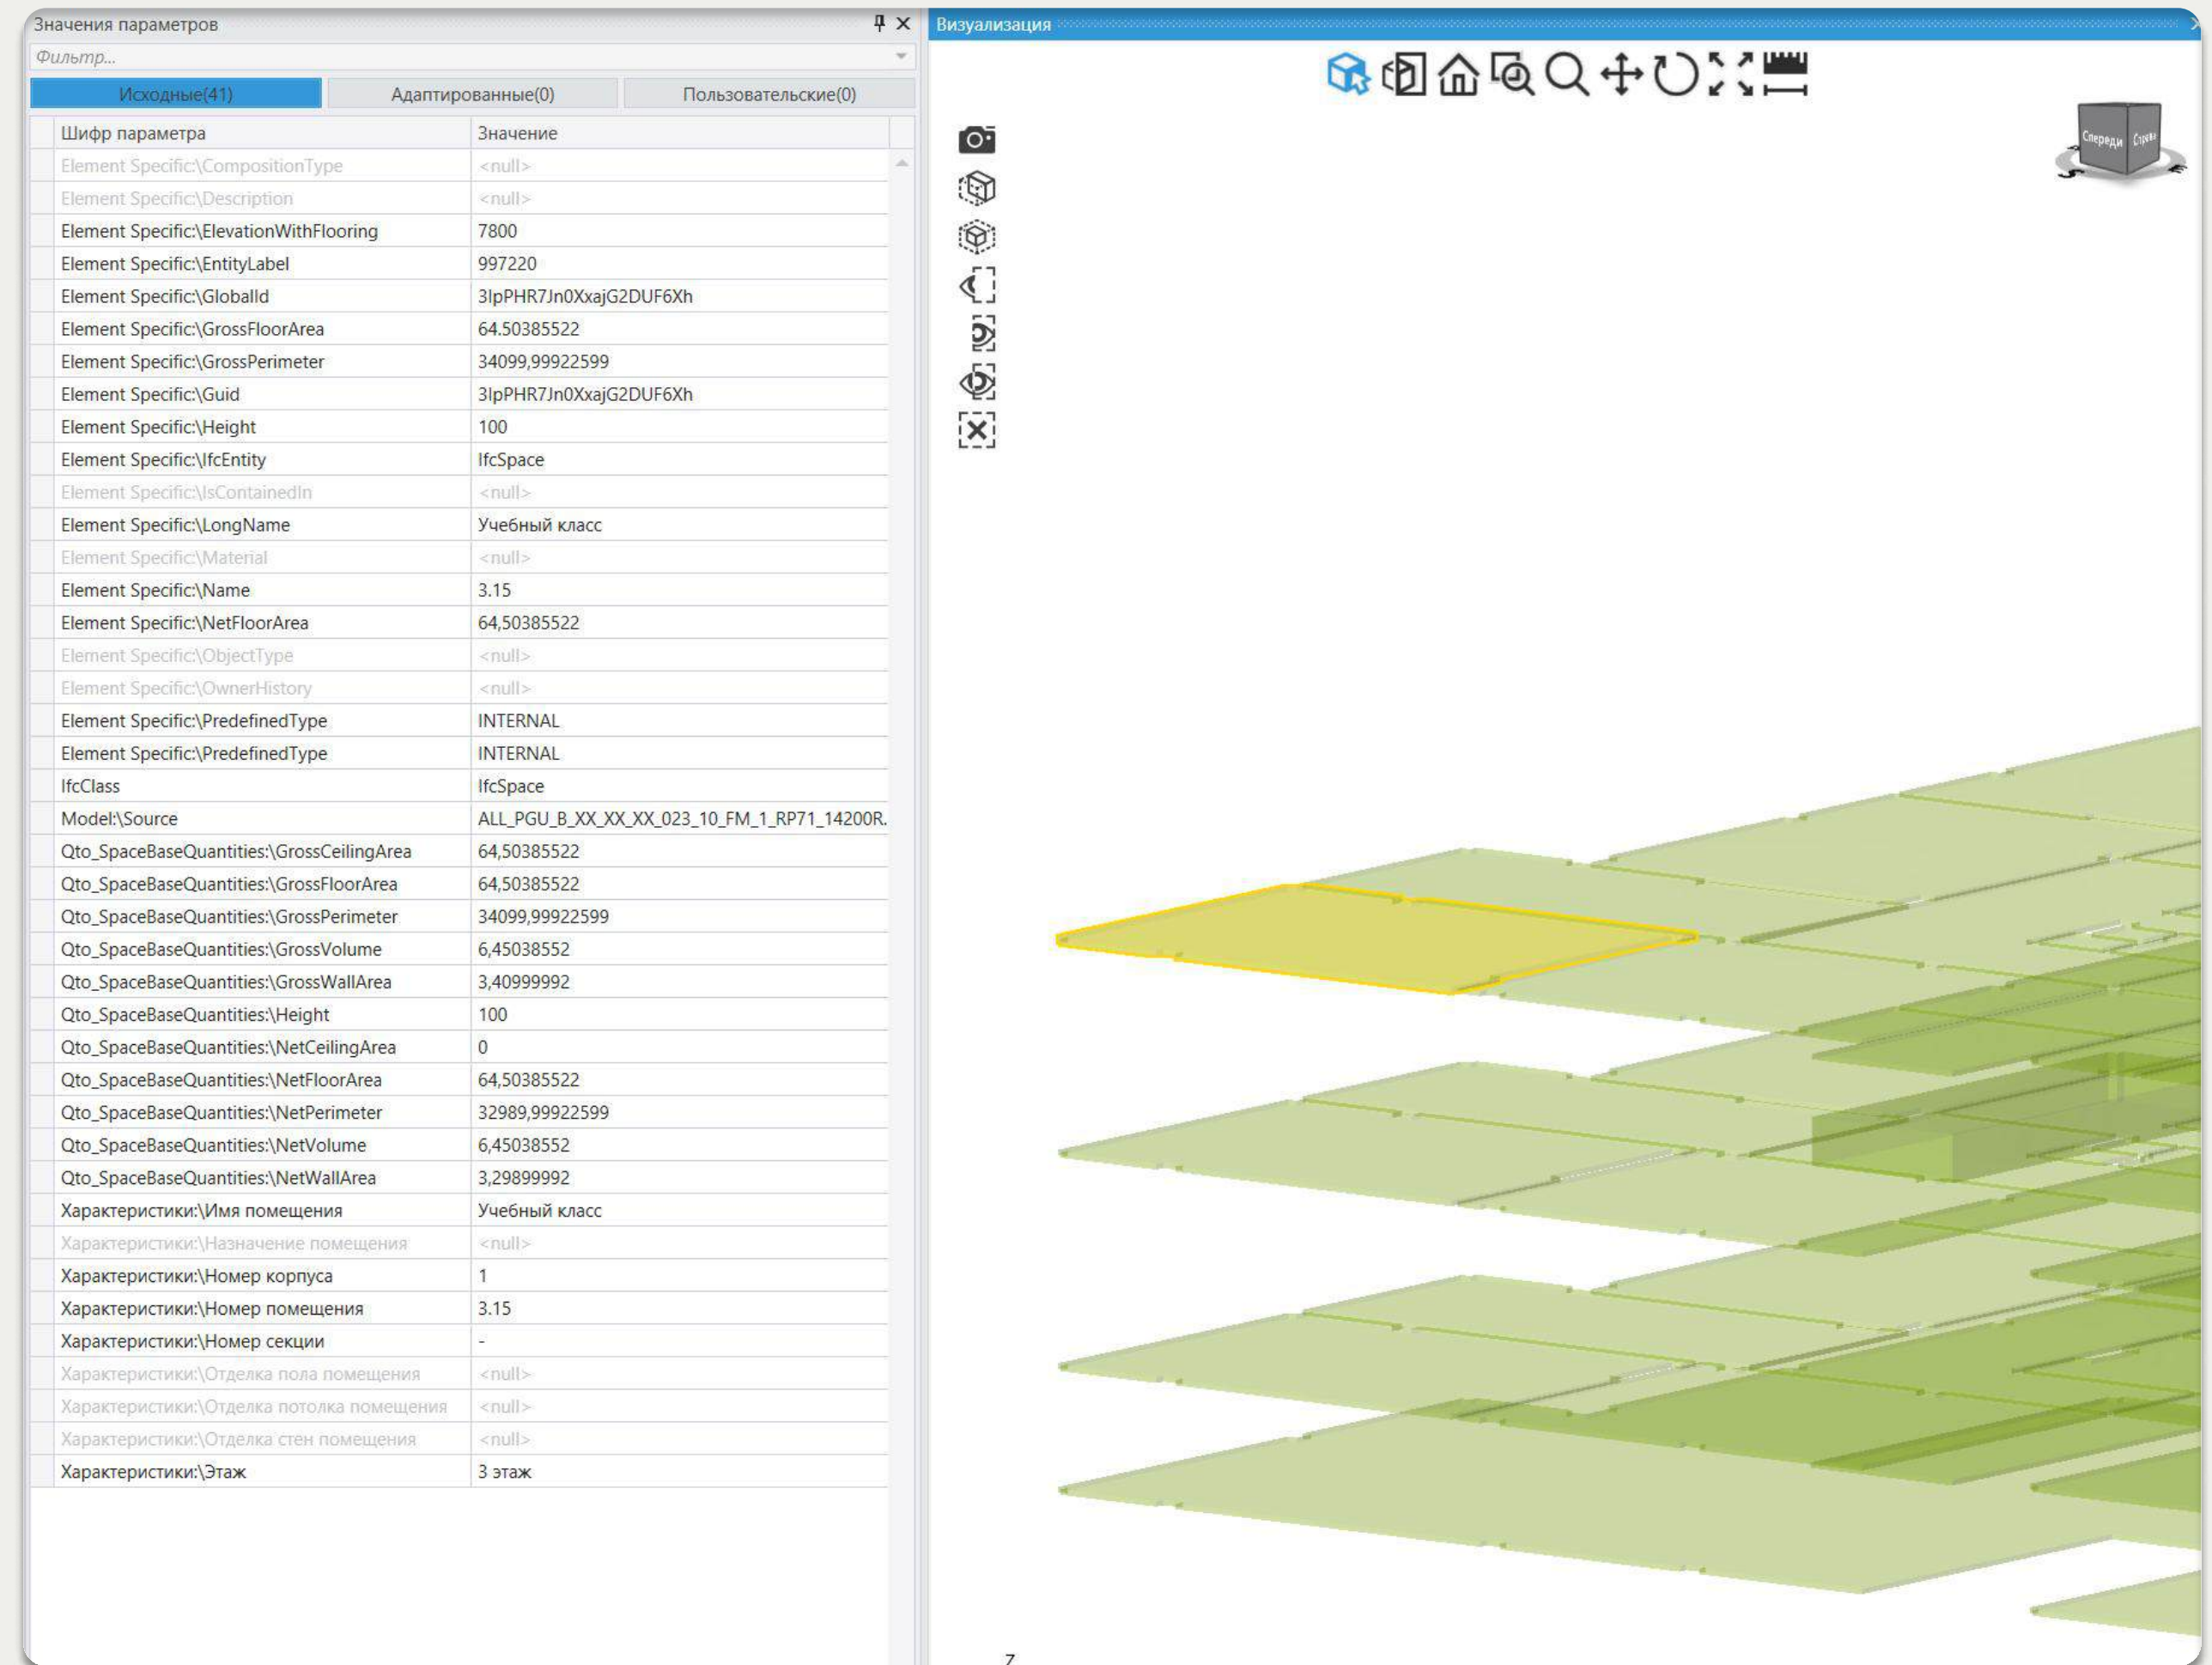 Значения параметров
Фильтр...
Исходные(41) Адаптированные(0) Пользовательские(0)
Шифр параметра Значение
Element Specific:\CompositionType <null>
Element Specific:\Description <null>
Element Specific:\ElevationWithFlooring 7800
Element Specific:\EntityLabel 997220
Element Specific:\GlobalId 3IpPHR7Jn0XxajG2DUF6Xh
Element Specific:\GrossFloorArea 64.50385522
Element Specific:\GrossPerimeter 34099,99922599
Element Specific:\Guid 3IpPHR7Jn0XxajG2DUF6Xh
Element Specific:\Height 100
Element Specific:\IfcEntity IfcSpace
Element Specific:\IsContainedIn <null>
Element Specific:\LongName Учебный класс
Element Specific:\Material <null>
Element Specific:\Name 3.15
Element Specific:\NetFloorArea 64,50385522
Element Specific:\ObjectType <null>
Element Specific:\OwnerHistory <null>
Element Specific:\PredefinedType INTERNAL
Element Specific:\PredefinedType INTERNAL
IfcClass IfcSpace
Model:\Source ALL_PGU_B_XX_XX_XX_023_10_FM_1_RP71_14200R.
Qto_SpaceBaseQuantities:\GrossCeilingArea 64,50385522
Qto_SpaceBaseQuantities:\GrossFloorArea 64,50385522
Qto_SpaceBaseQuantities:\GrossPerimeter 34099,99922599
Qto_SpaceBaseQuantities:\GrossVolume 6,45038552
Qto_SpaceBaseQuantities:\GrossWallArea 3,40999992
Qto_SpaceBaseQuantities:\Height 100
Qto_SpaceBaseQuantities:\NetCeilingArea 0
Qto_SpaceBaseQuantities:\NetFloorArea 64,50385522
Qto_SpaceBaseQuantities:\NetPerimeter 32989,99922599
Qto_SpaceBaseQuantities:\NetVolume 6,45038552
Qto_SpaceBaseQuantities:\NetWallArea 3,29899992
Характеристики:\Имя помещения Учебный класс
Характеристики:\Назначение помещения <null>
Характеристики:\Номер корпуса 1
Характеристики:\Номер помещения 3.15
Характеристики:\Номер секции -
Характеристики:\Отделка пола помещения <null>
Характеристики:\Отделка потолка помещения <null>
Характеристики:\Отделка стен помещения <null>
Характеристики:\Этаж 3 этаж
Визуализация
Спереди Справа
S E
Z